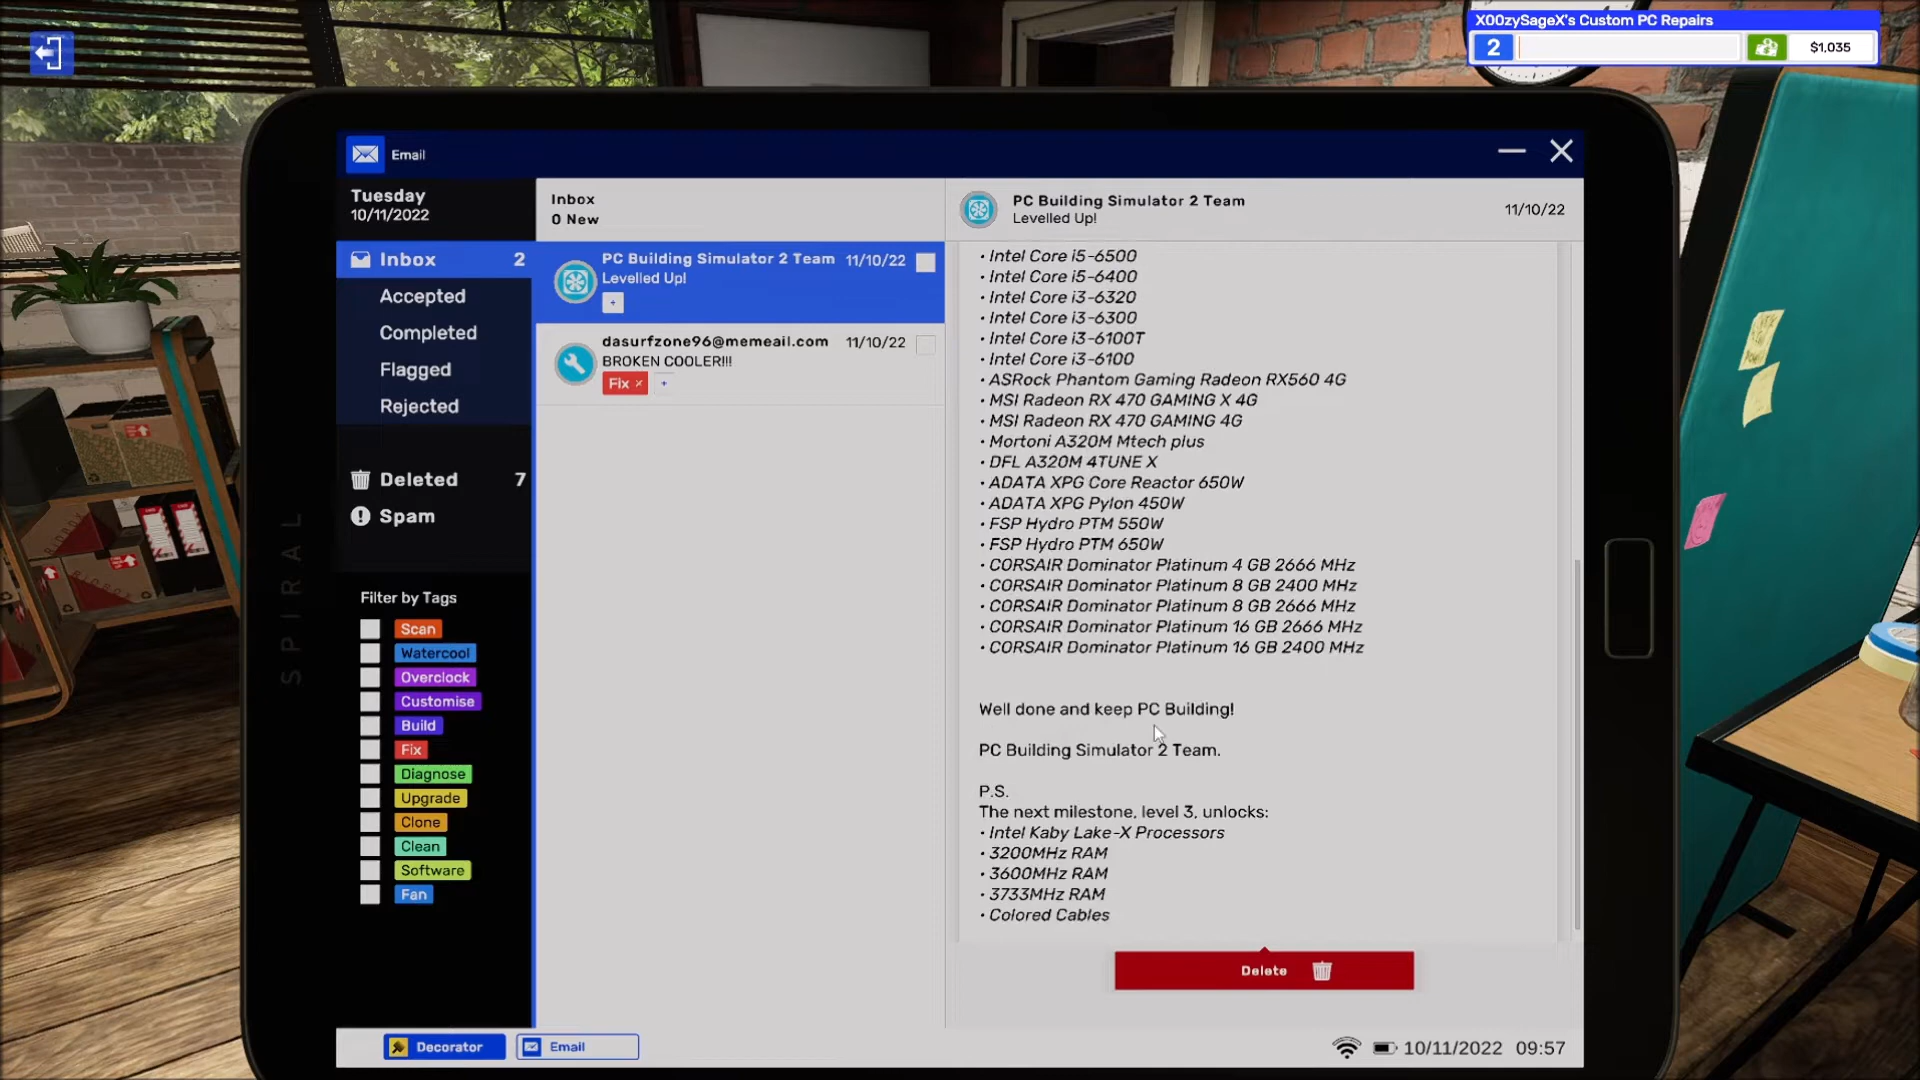 X00zySageX's Custom PC Repairs
2
$1,035
Email
Tuesday
10/11/2022
Inbox 2
Accepted
Completed
Flagged
Rejected
Deleted 7
Spam
Filter by Tags
Scan
Watercool
Overclock
Customise
Build
Fix
Diagnose
Upgrade
Clone
Clean
Software
Fan
Inbox
0 New
PC Building Simulator 2 Team 11/10/22
Levelled Up!
+
dasurfzone96@memeail.com 11/10/22
BROKEN COOLER!!!
Fix × +
PC Building Simulator 2 Team
Levelled Up!
11/10/22
• Intel Core i5-6500
• Intel Core i5-6400
• Intel Core i3-6320
• Intel Core i3-6300
• Intel Core i3-6100T
• Intel Core i3-6100
• ASRock Phantom Gaming Radeon RX560 4G
• MSI Radeon RX 470 GAMING X 4G
• MSI Radeon RX 470 GAMING 4G
• Mortoni A320M Mtech plus
• DFL A320M 4TUNE X
• ADATA XPG Core Reactor 650W
• ADATA XPG Pylon 450W
• FSP Hydro PTM 550W
• FSP Hydro PTM 650W
• CORSAIR Dominator Platinum 4 GB 2666 MHz
• CORSAIR Dominator Platinum 8 GB 2400 MHz
• CORSAIR Dominator Platinum 8 GB 2666 MHz
• CORSAIR Dominator Platinum 16 GB 2666 MHz
• CORSAIR Dominator Platinum 16 GB 2400 MHz
Well done and keep PC Building!
PC Building Simulator 2 Team.
P.S.
The next milestone, level 3, unlocks:
• Intel Kaby Lake-X Processors
• 3200MHz RAM
• 3600MHz RAM
• 3733MHz RAM
• Colored Cables
Delete
Decorator
Email
10/11/2022 09:57
SPIRAL